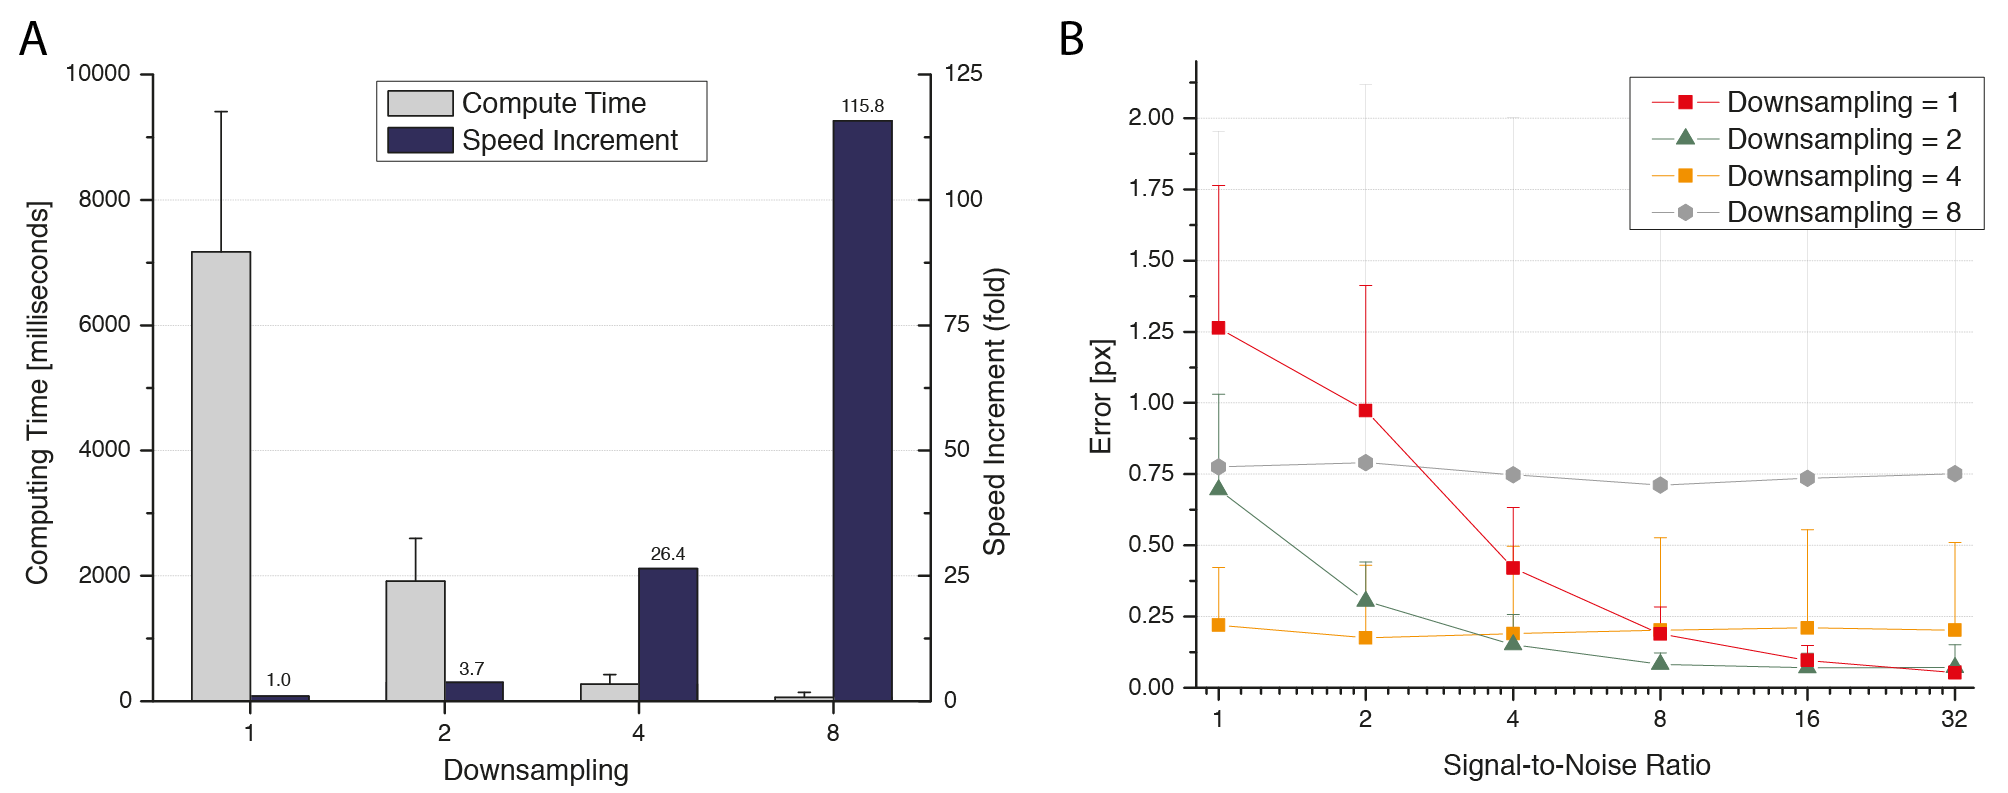 A
10000
8000
6000
4000
2000
0
Computing Time [milliseconds]
Compute Time
Speed Increment
1.0
3.7
26.4
115.8
125
100
75
50
25
0
Speed Increment (fold)
1
2
4
8
Downsampling
B
2.00
1.75
1.50
1.25
1.00
0.75
0.50
0.25
0.00
Error [px]
Downsampling = 1
Downsampling = 2
Downsampling = 4
Downsampling = 8
1
2
4
8
16
32
Signal-to-Noise Ratio